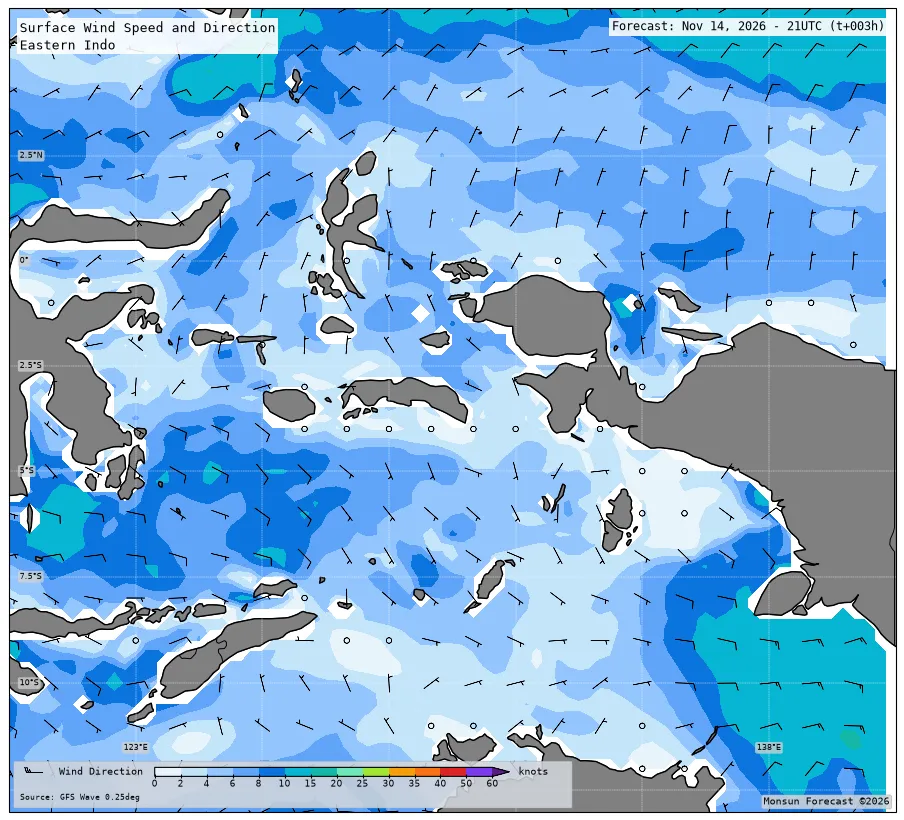 Surface Wind Speed and Direction
Eastern Indo
Forecast: Nov 14, 2026 - 21UTC (t+003h)
2.5°N
0°
2.5°S
5°S
7.5°S
10°S
123°E
138°E
Wind Direction
0 2 4 6 8 10 15 20 25 30 35 40 50 60
knots
Source: GFS Wave 0.25deg
Monsun Forecast ©2026